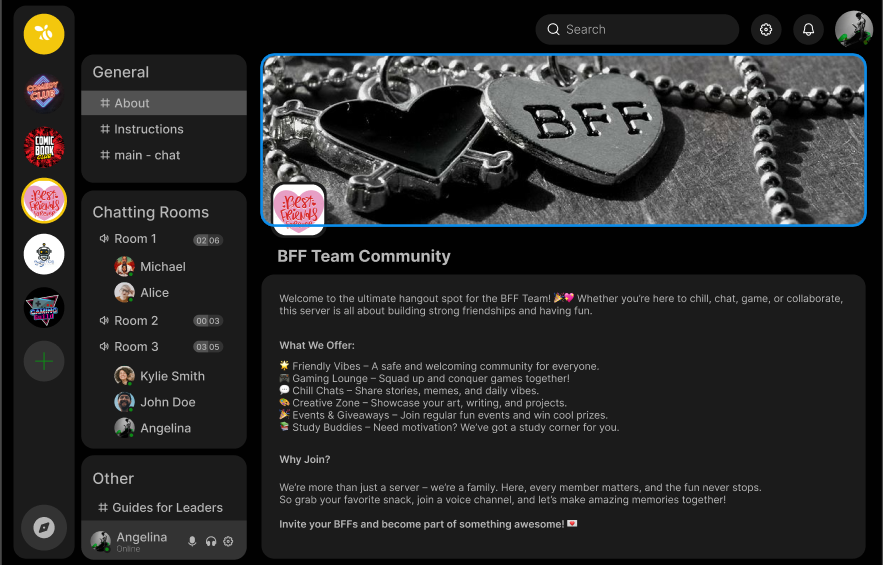 Search
COMEDY
CLUB
COMIC
BOOK
CLUB
BEST
FRIENDS
FOREVER
GAMING
General
# About
# Instructions
# main - chat
Chatting Rooms
Room 1 02 06
Michael
Alice
Room 2 00 03
Room 3 03 05
Kylie Smith
John Doe
Angelina
Other
# Guides for Leaders
Angelina
Online
BFF
BEST
FRIENDS
FOREVER
BFF Team Community
Welcome to the ultimate hangout spot for the BFF Team! 🎉💖 Whether you’re here to chill, chat, game, or collaborate,
this server is all about building strong friendships and having fun.
What We Offer:
🌟 Friendly Vibes – A safe and welcoming community for everyone.
🎮 Gaming Lounge – Squad up and conquer games together!
💬 Chill Chats – Share stories, memes, and daily vibes.
🎨 Creative Zone – Showcase your art, writing, and projects.
🎉 Events & Giveaways – Join regular fun events and win cool prizes.
📚 Study Buddies – Need motivation? We’ve got a study corner for you.
Why Join?
We’re more than just a server – we’re a family. Here, every member matters, and the fun never stops.
So grab your favorite snack, join a voice channel, and let’s make amazing memories together!
Invite your BFFs and become part of something awesome! 💌